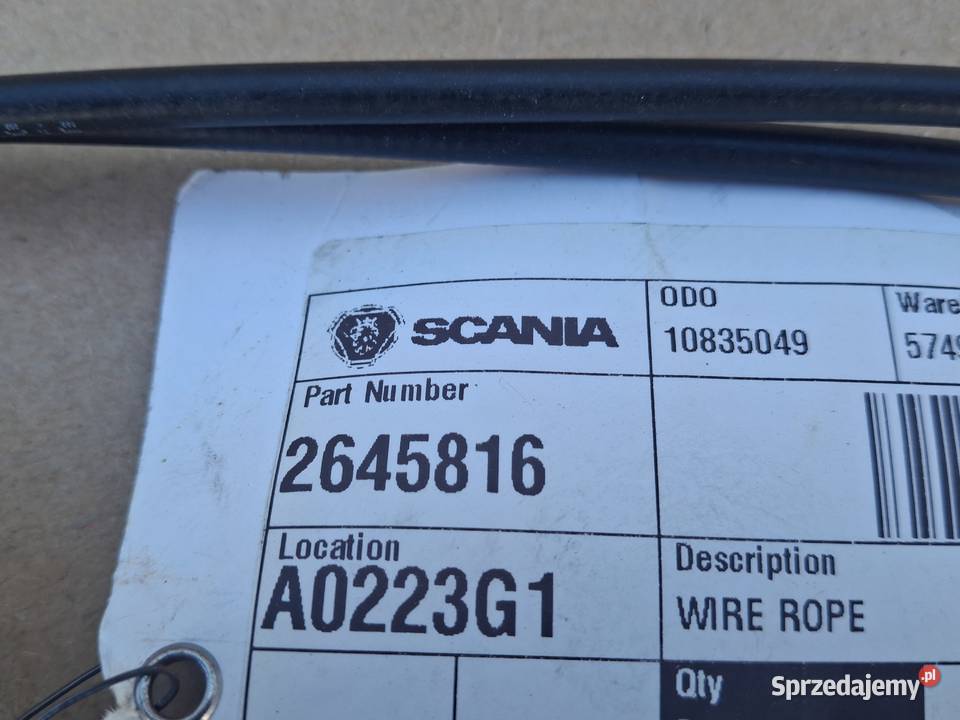 SCANIA
ODO
10835049
Part Number
2645816
Location
A0223G1
Description
WIRE ROPE
Qty
Sprzedajemy.pl